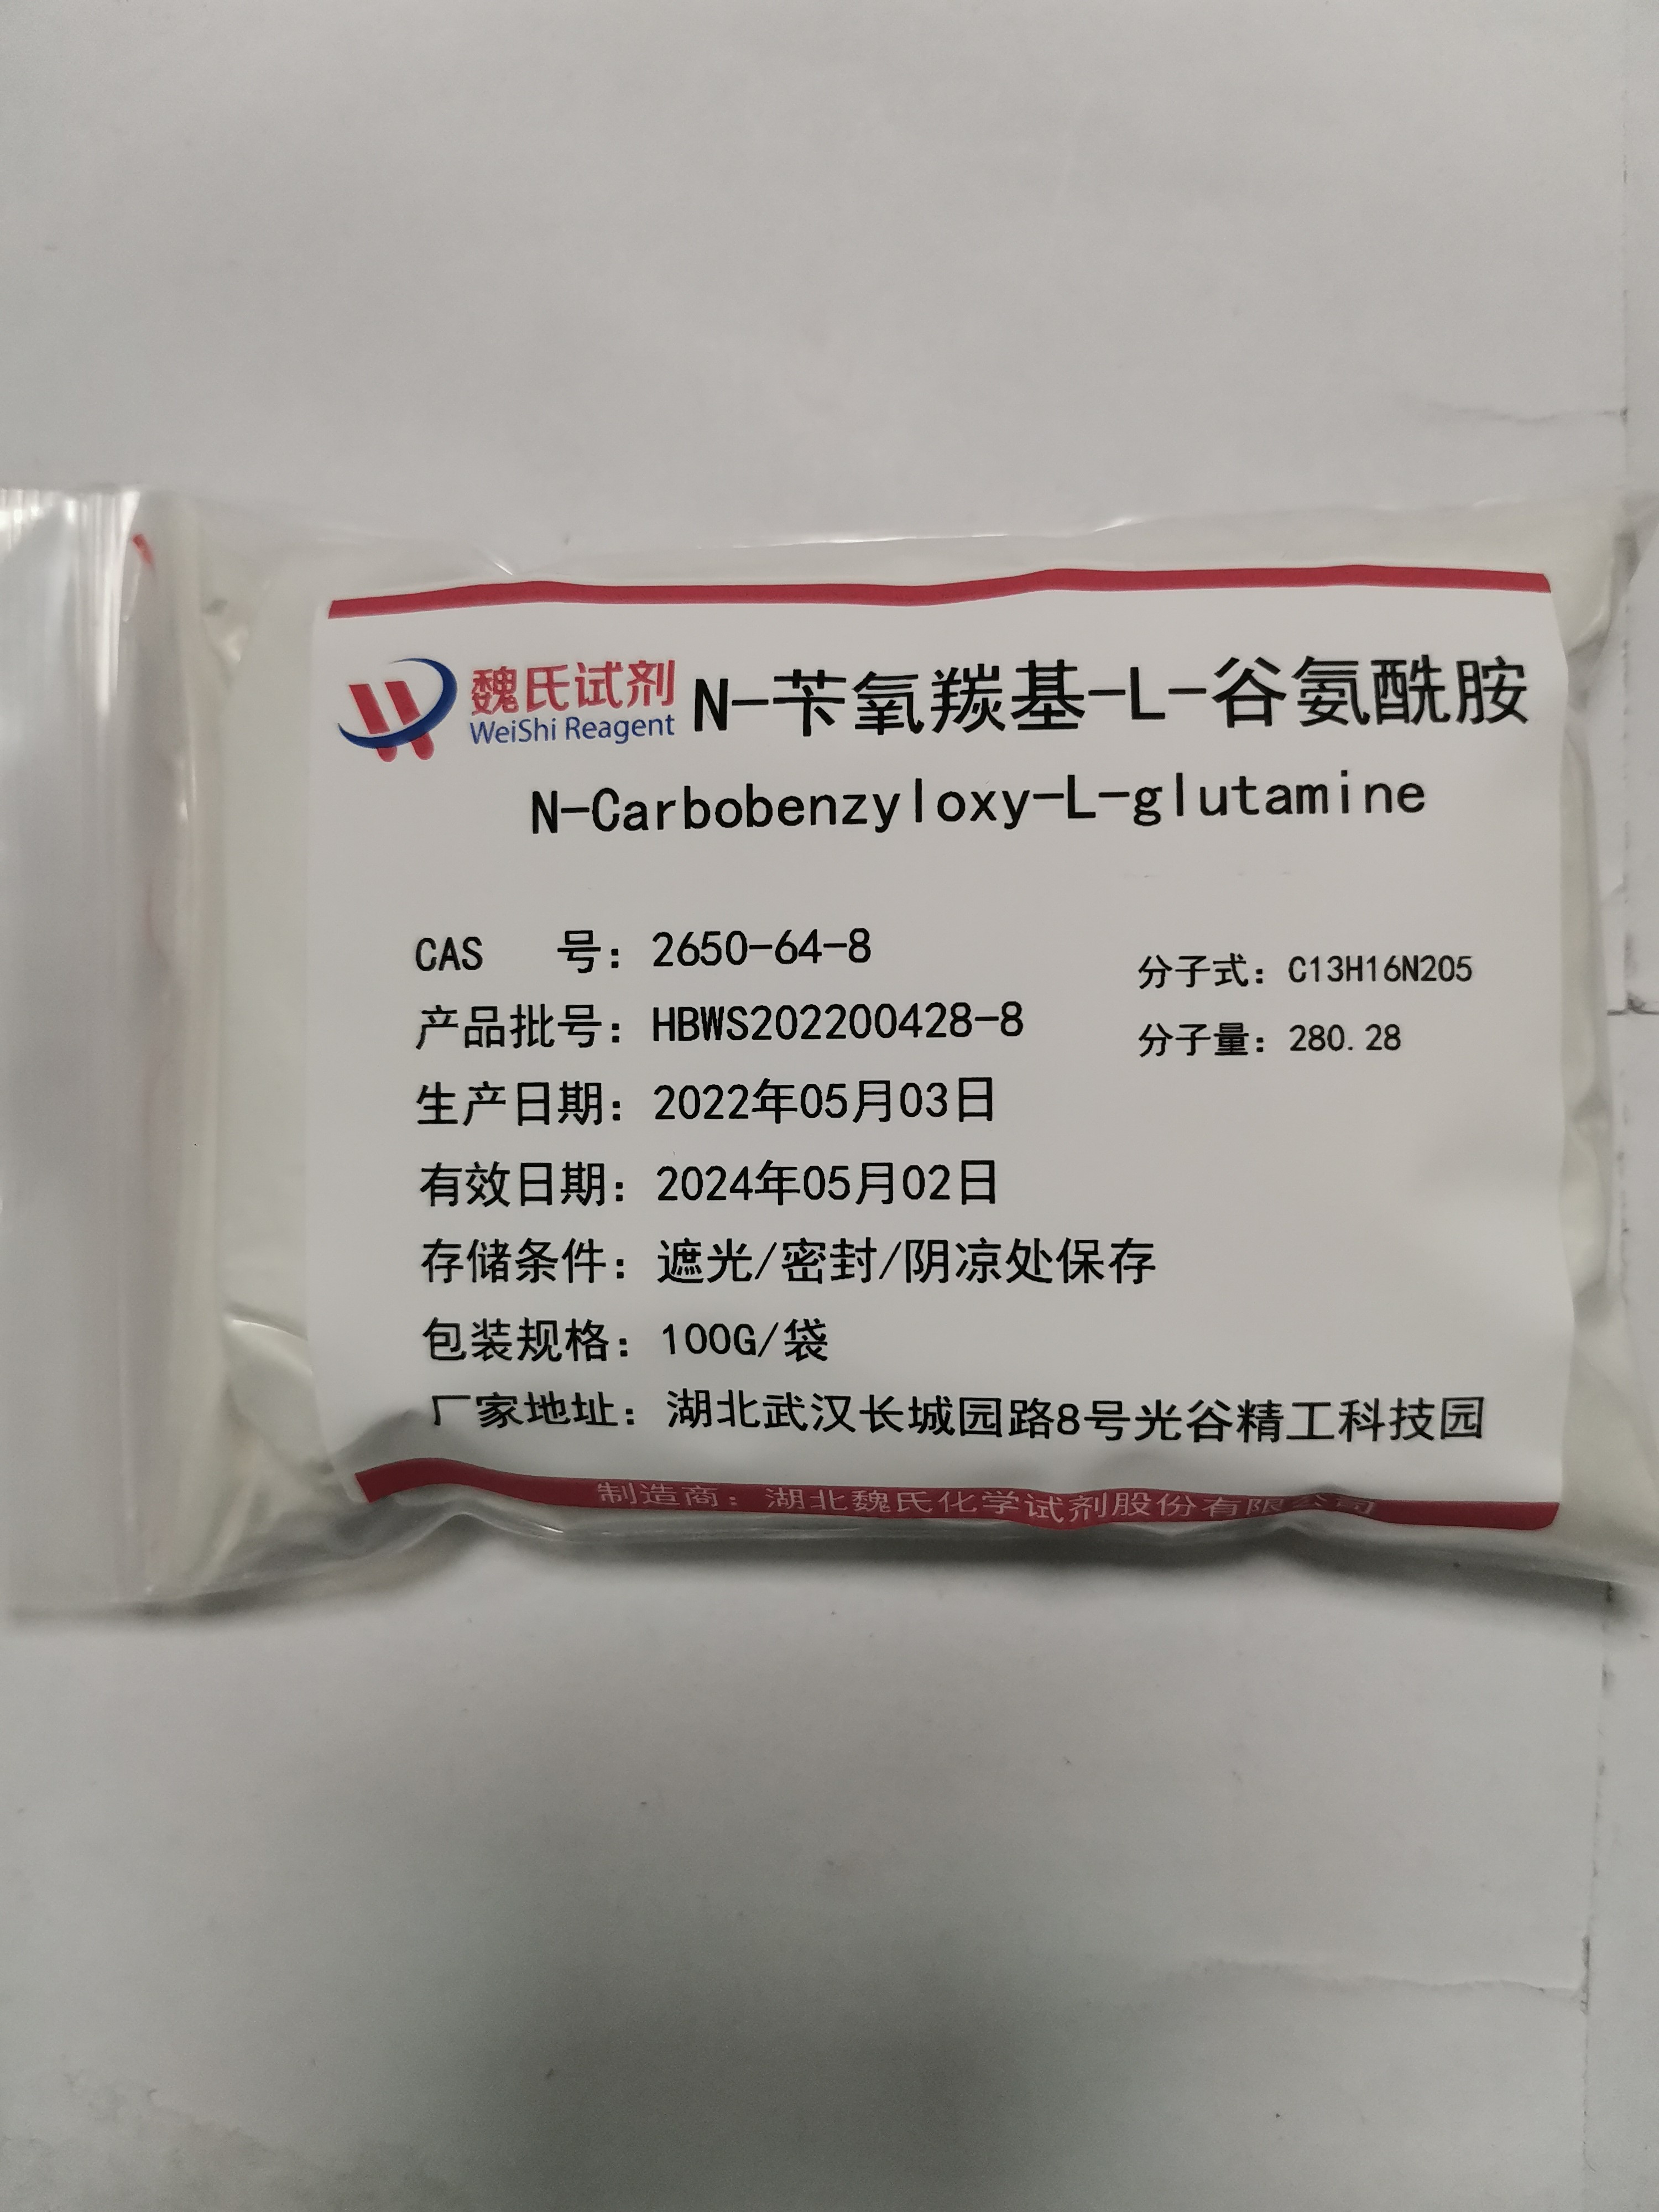 魏氏试剂
WeiShi Reagent
N-苄氧羰基-L-谷氨酰胺
N-Carbobenzyloxy-L-glutamine
CAS 号：2650-64-8
分子式：C13H16N2O5
产品批号：HBWS202200428-8
分子量：280.28
生产日期：2022年05月03日
有效日期：2024年05月02日
存储条件：遮光/密封/阴凉处保存
包装规格：100G/袋
厂家地址：湖北武汉长城园路8号光谷精工科技园
制造商：湖北魏氏化学试剂股份有限公司